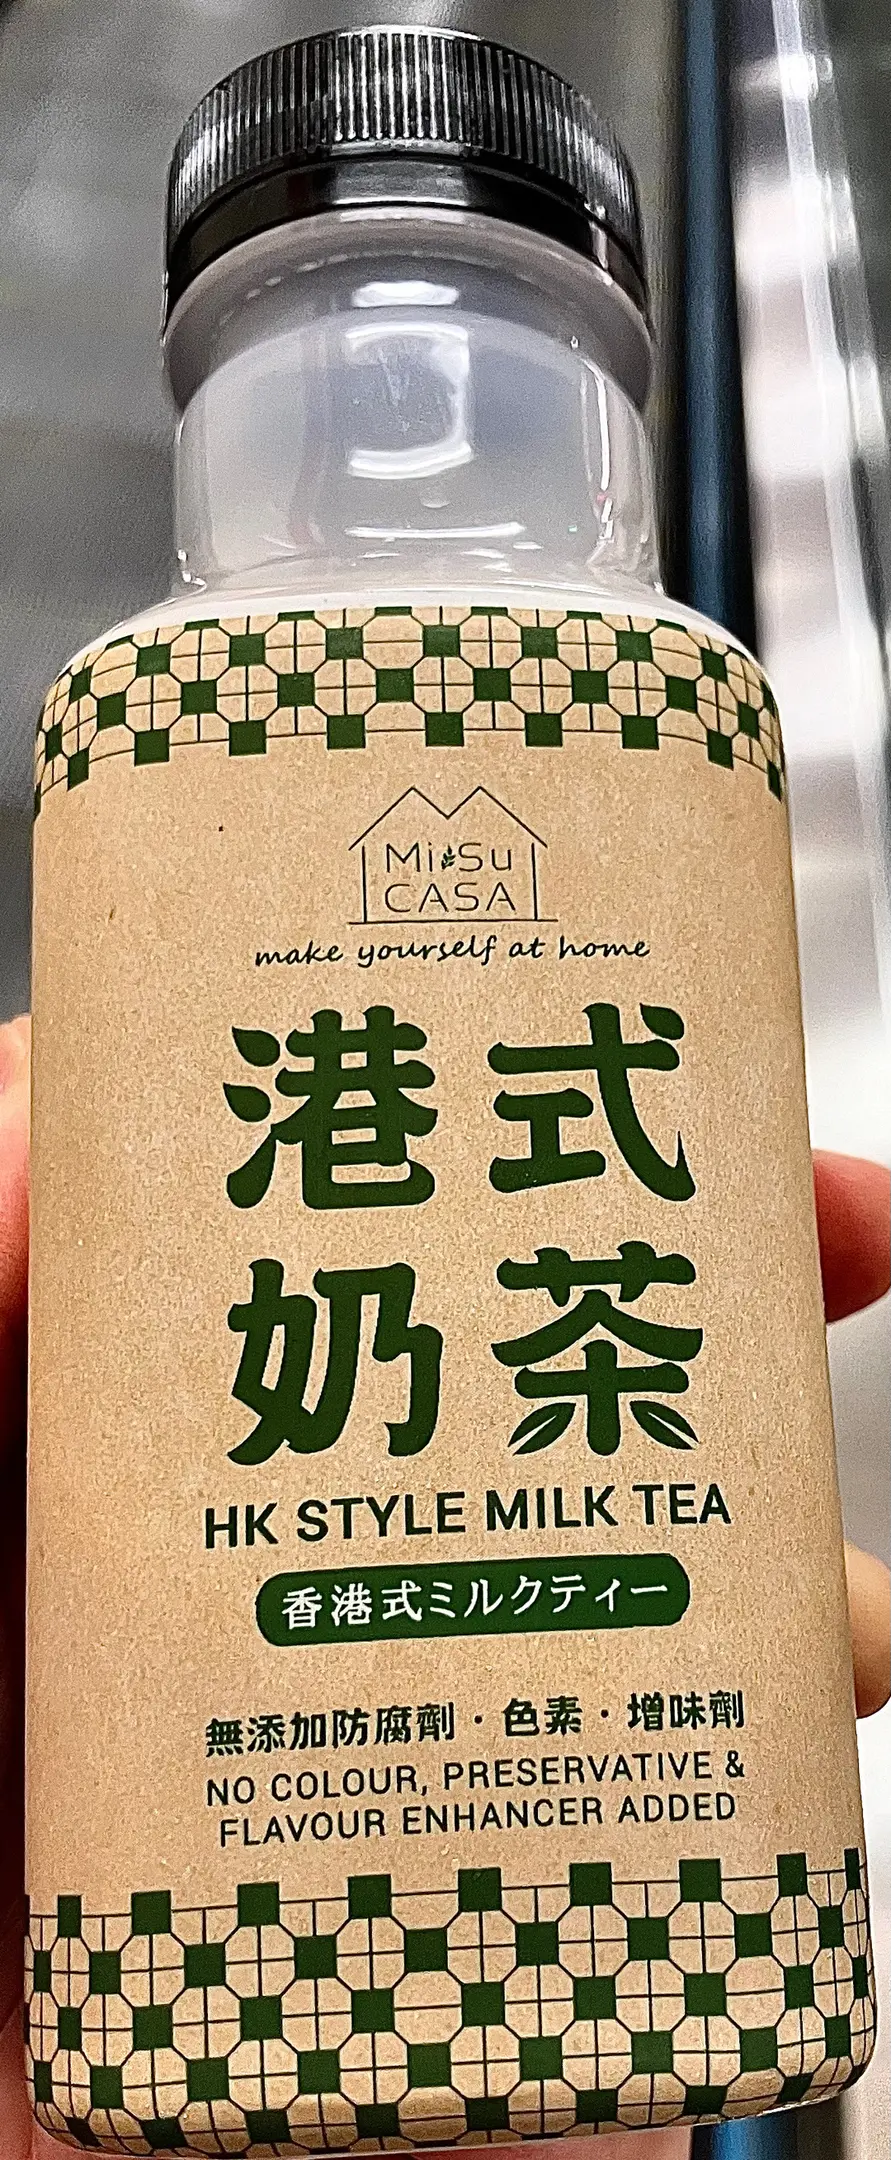 Mi Su
CASA
make yourself at home
港式
奶茶
HK STYLE MILK TEA
香港式ミルクティー
無添加防腐劑・色素・增味劑
NO COLOUR, PRESERVATIVE &
FLAVOUR ENHANCER ADDED